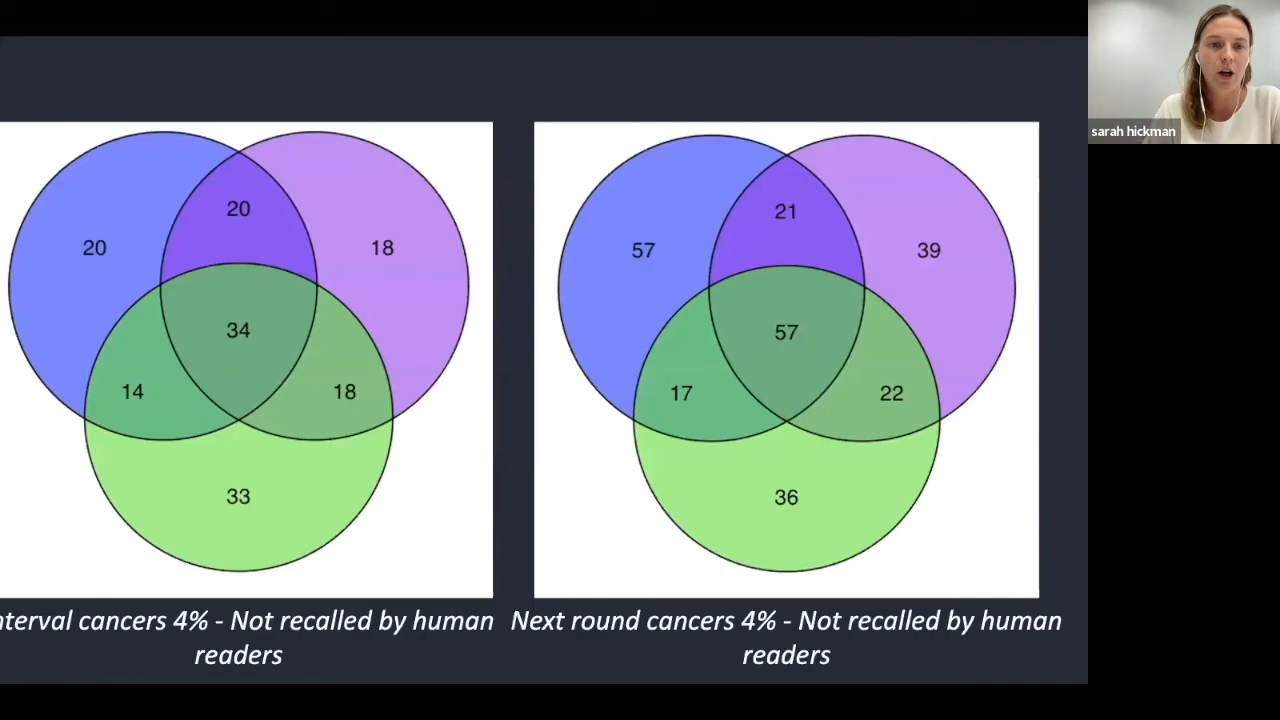 sarah hickman
20
20
18
34
14
18
33
nterval cancers 4% - Not recalled by human
readers
21
57
39
57
17
22
36
Next round cancers 4% - Not recalled by human
readers